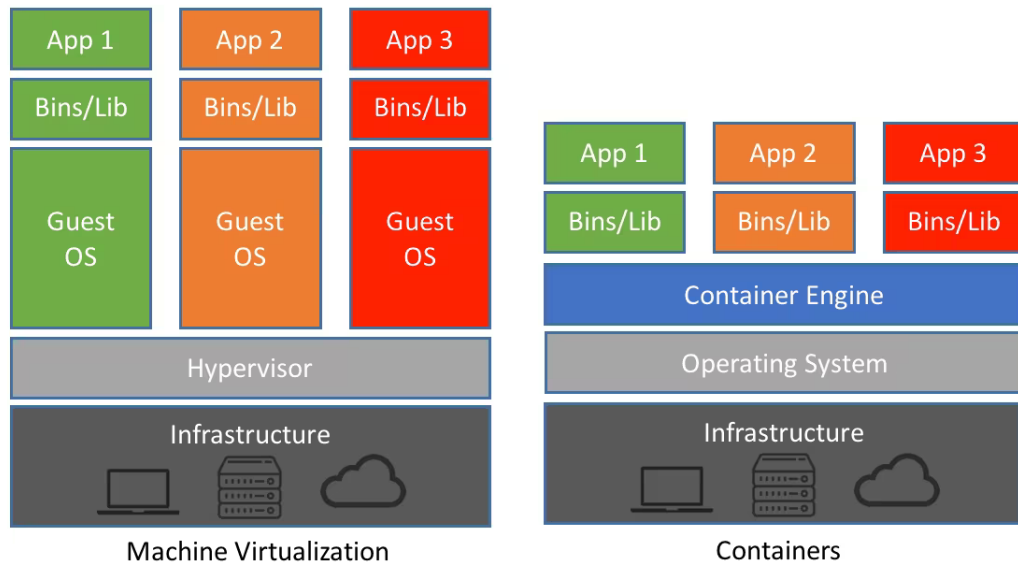 App 1
App 2
App 3
Bins/Lib
Bins/Lib
Bins/Lib
Guest
OS
Guest
OS
Guest
OS
Hypervisor
Infrastructure
Machine Virtualization
App 1
App 2
App 3
Bins/Lib
Bins/Lib
Bins/Lib
Container Engine
Operating System
Infrastructure
Containers